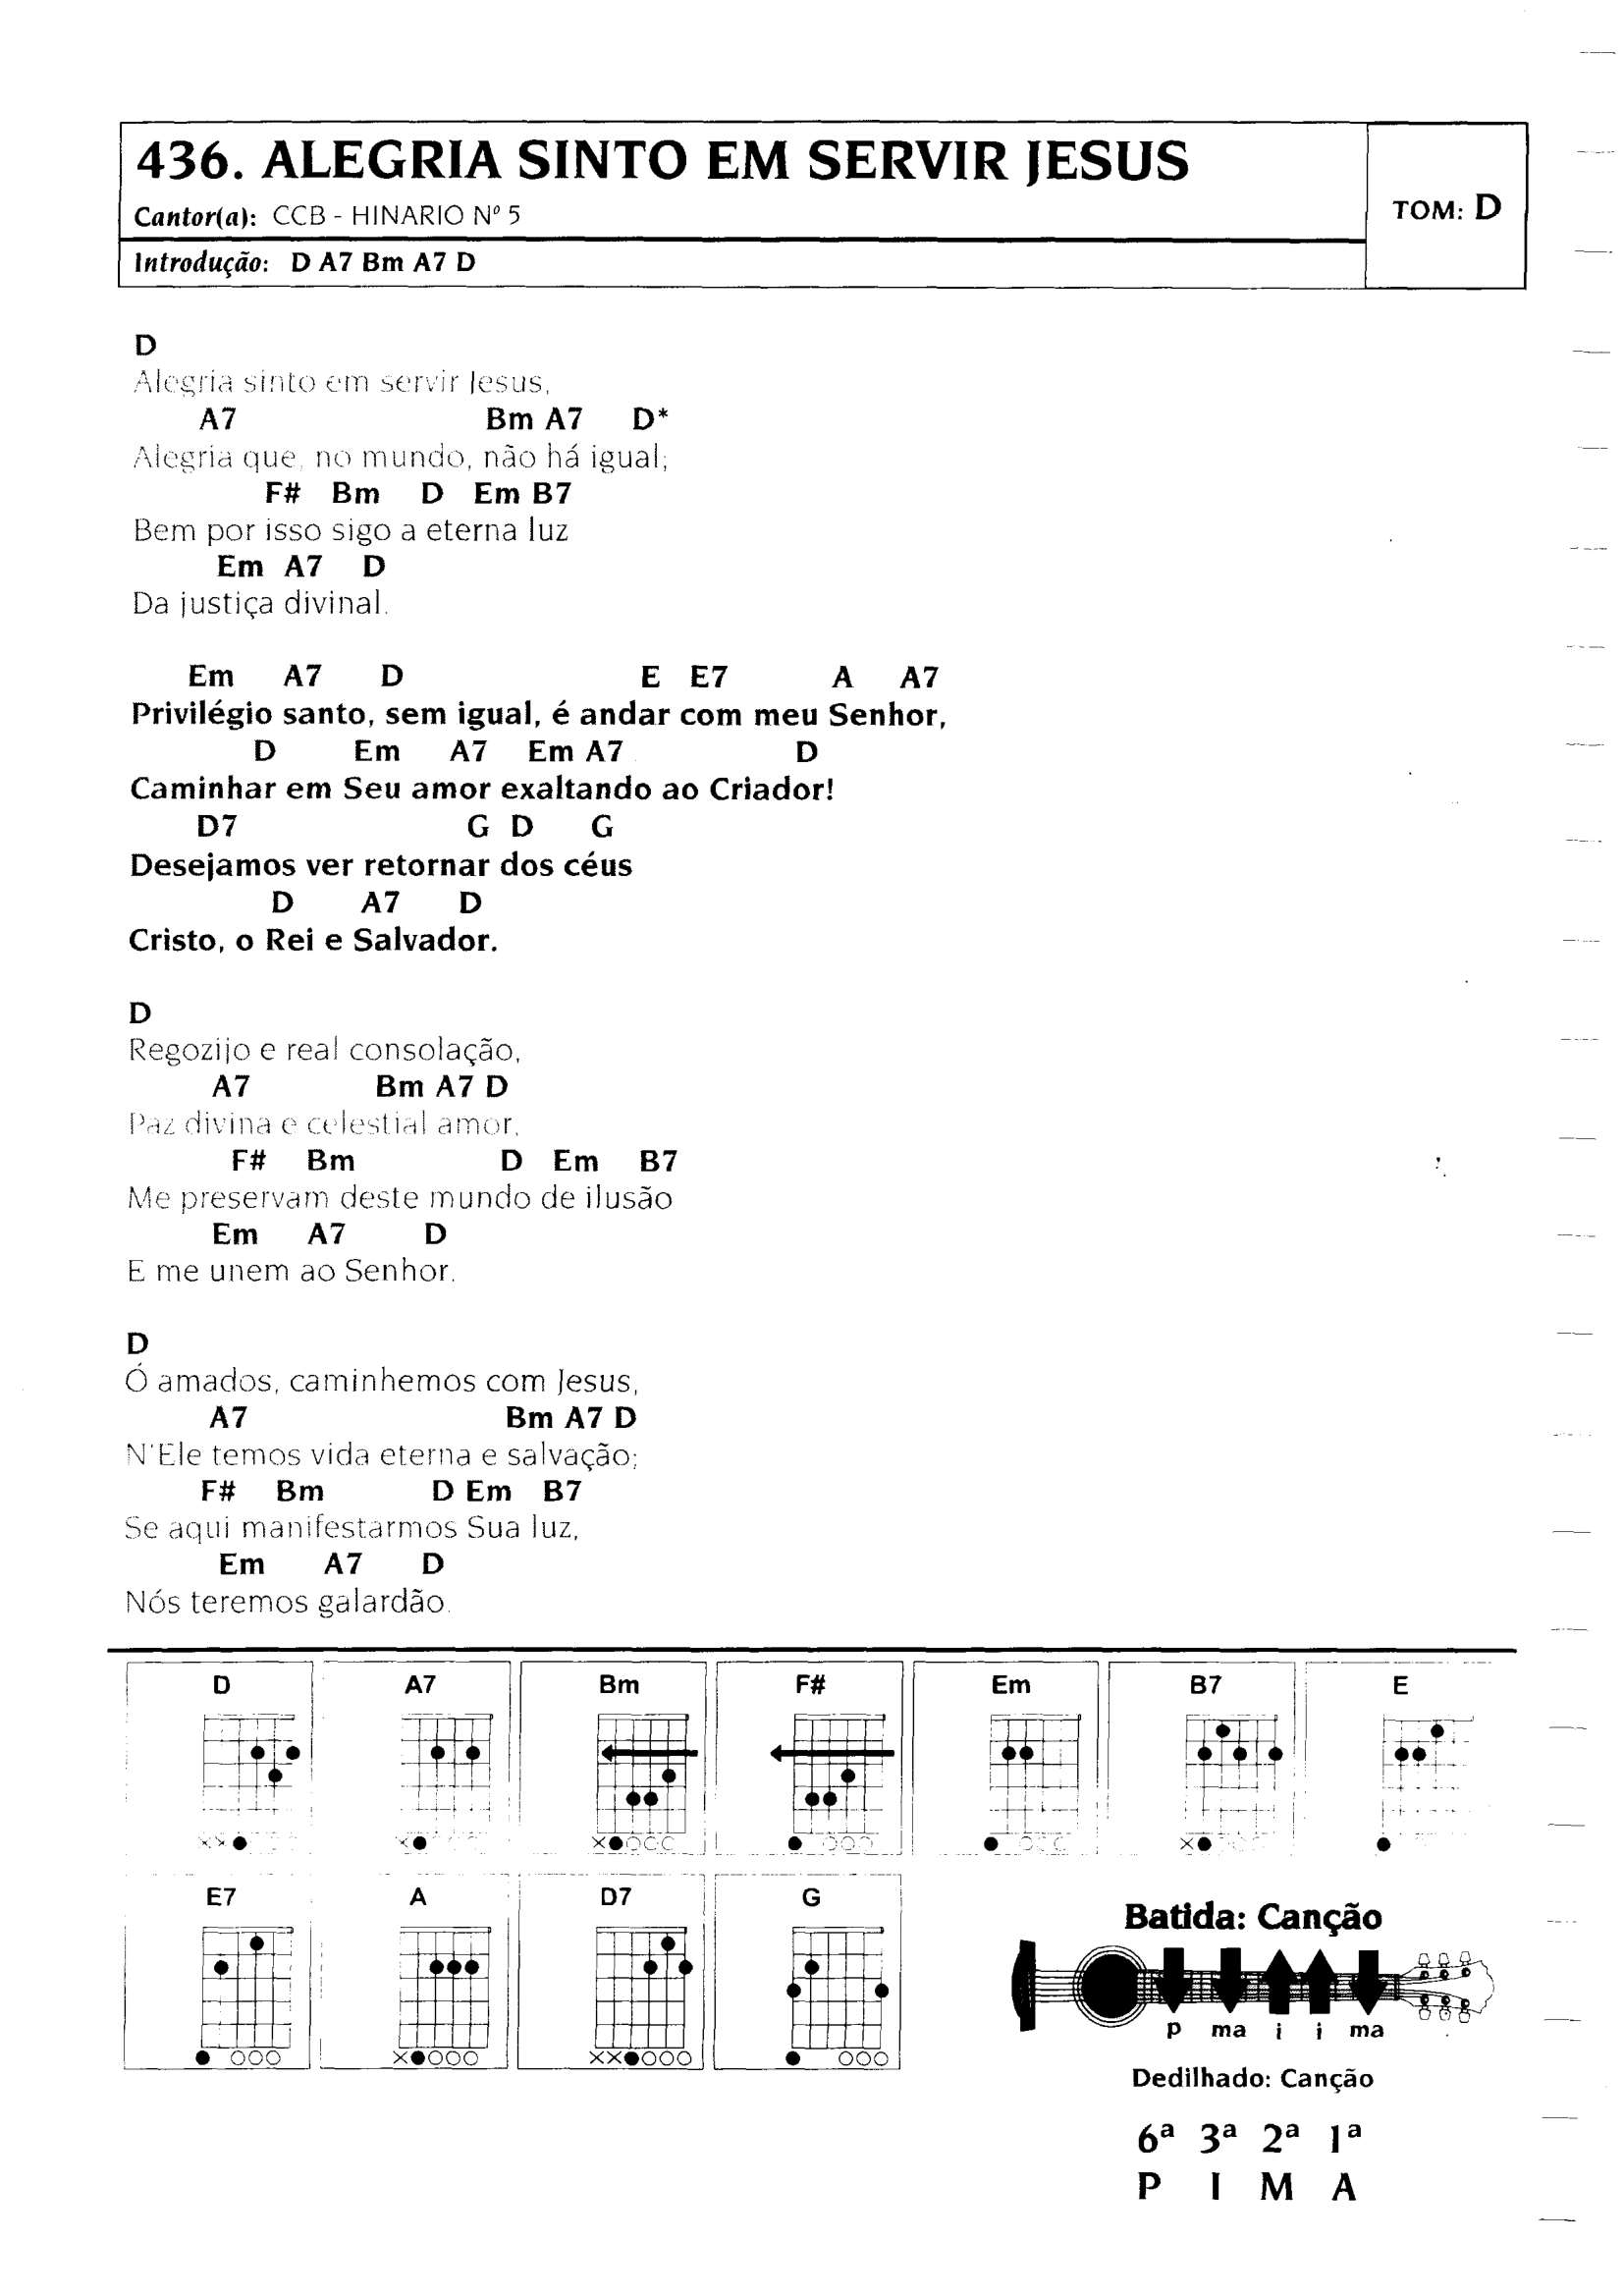 436. ALEGRIA SINTO EM SERVIR JESUS
Cantor(a): CCB - HINARIO Nº 5
TOM: D
Introdução: D A7 Bm A7 D
D
Alegria sinto em servir Jesus,
A7 Bm A7 D*
Alegria que, no mundo, não há igual;
F# Bm D Em B7
Bem por isso sigo a eterna luz
Em A7 D
Da justiça divinal.
Em A7 D E E7 A A7
Privilégio santo, sem igual, é andar com meu Senhor,
D Em A7 Em A7 D
Caminhar em Seu amor exaltando ao Criador!
D7 G D G
Desejamos ver retornar dos céus
D A7 D
Cristo, o Rei e Salvador.
D
Regozijo e real consolação,
A7 Bm A7 D
Paz divina e celestial amor,
F# Bm D Em B7
Me preservam deste mundo de ilusão
Em A7 D
E me unem ao Senhor.
D
Ó amados, caminhemos com Jesus,
A7 Bm A7 D
N'Ele temos vida eterna e salvação;
F# Bm D Em B7
Se aqui manifestarmos Sua luz,
Em A7 D
Nós teremos galardão.
D A7 Bm F# Em B7 E
E7 A D7 G
Batida: Canção
p ma i i ma
Dedilhado: Canção
6ª 3ª 2ª 1ª
P I M A